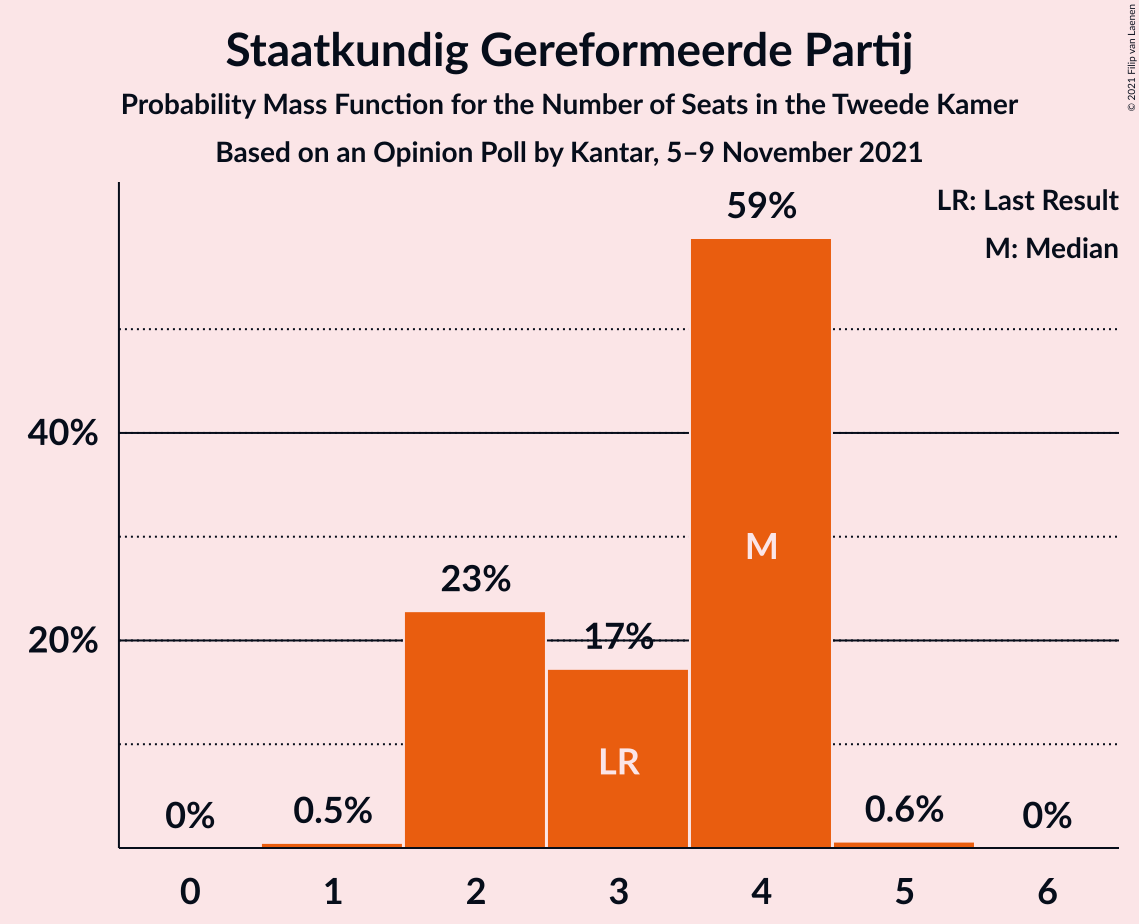 Staatkundig Gereformeerde Partij
Probability Mass Function for the Number of Seats in the Tweede Kamer
Based on an Opinion Poll by Kantar, 5–9 November 2021
© 2021 Filip van Laenen
LR: Last Result
M: Median
59%
40%
M
23%
20%
17%
LR
0%
0.5%
0.6%
0%
0
1
2
3
4
5
6